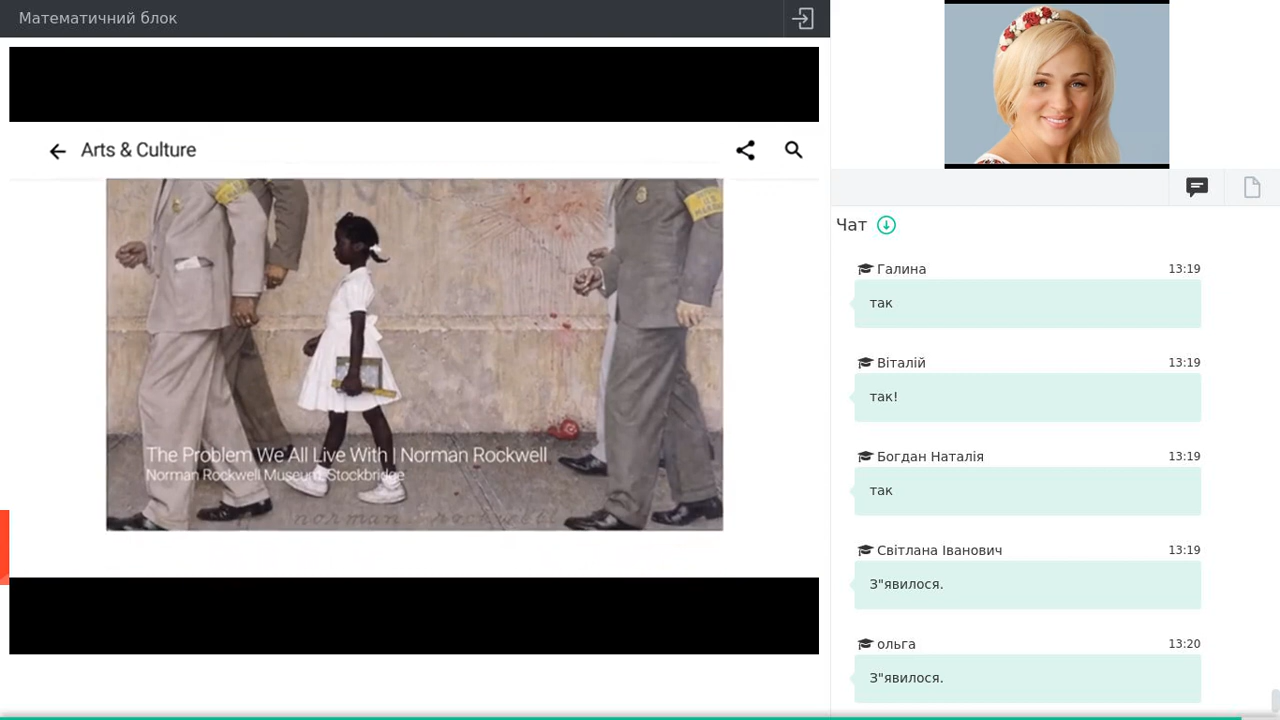 Математичний блок
Arts & Culture
The Problem We All Live With | Norman Rockwell
Norman Rockwell Museum, Stockbridge
norman rockwell
Чат
Галина 13:19
так
Віталій 13:19
так!
Богдан Наталія 13:19
так
Світлана Іванович 13:19
З"явилося.
ольга 13:20
З"явилося.